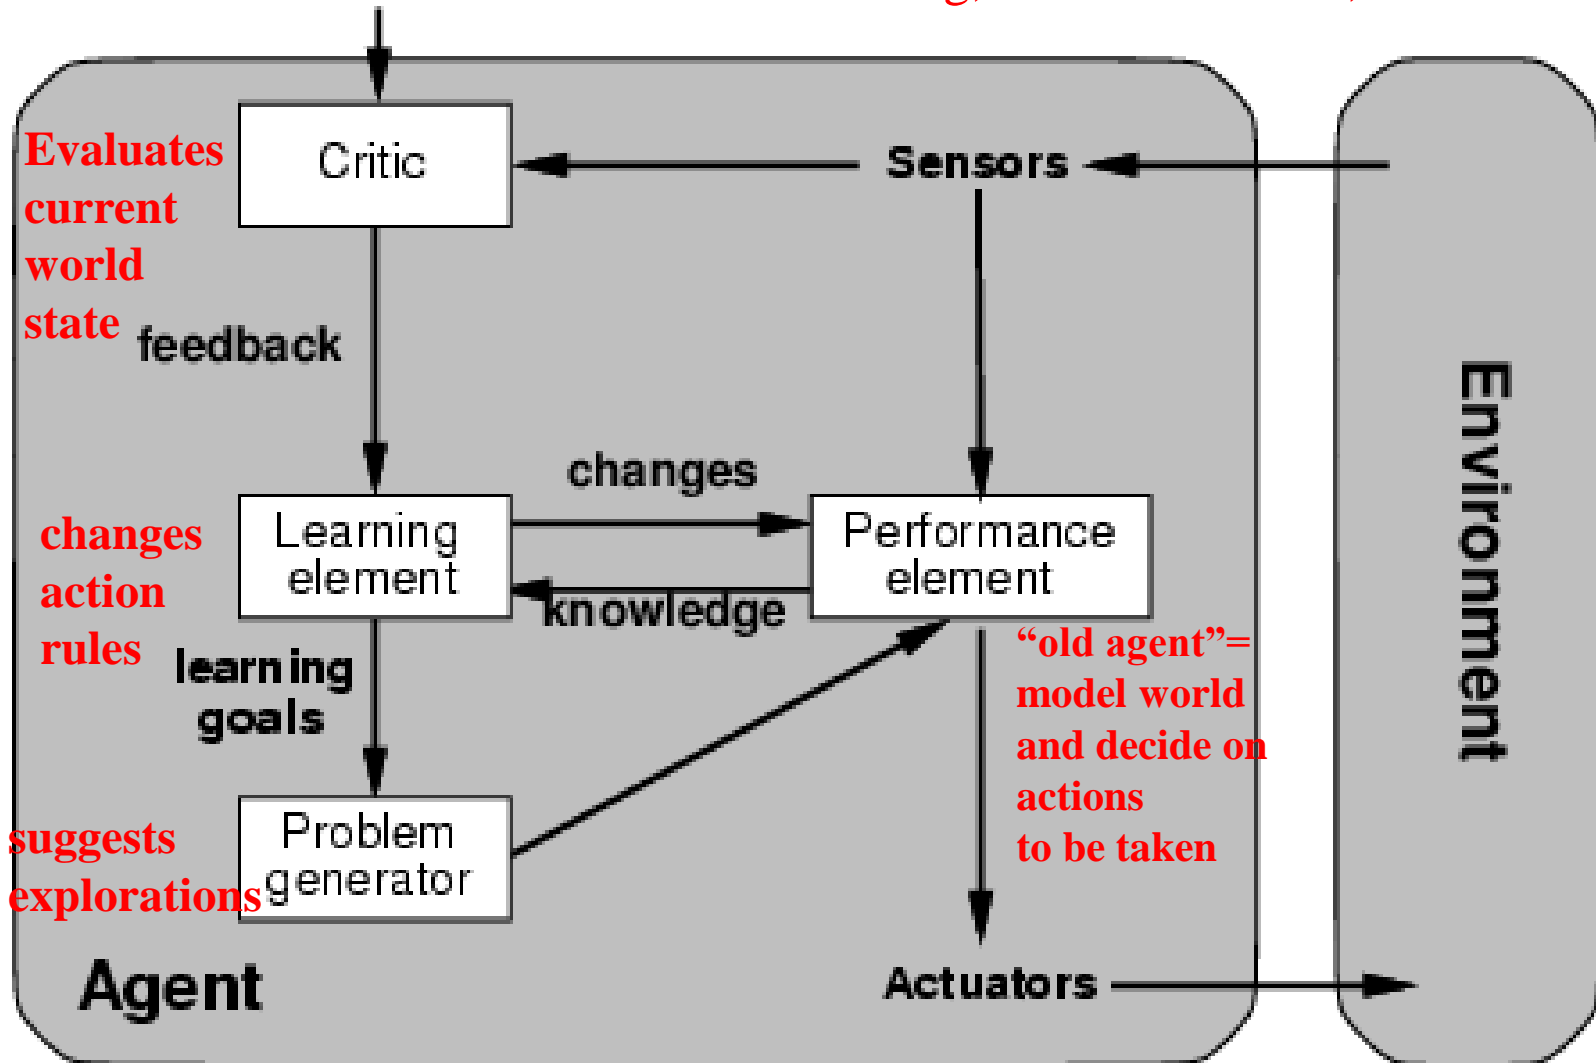 Evaluates
current
world
state
Critic
Sensors
feedback
changes
Environment
changes
action
rules
Learning
element
Performance
element
knowledge
learning
goals
“old agent”=
model world
and decide on
actions
to be taken
suggests
explorations
Problem
generator
Agent
Actuators